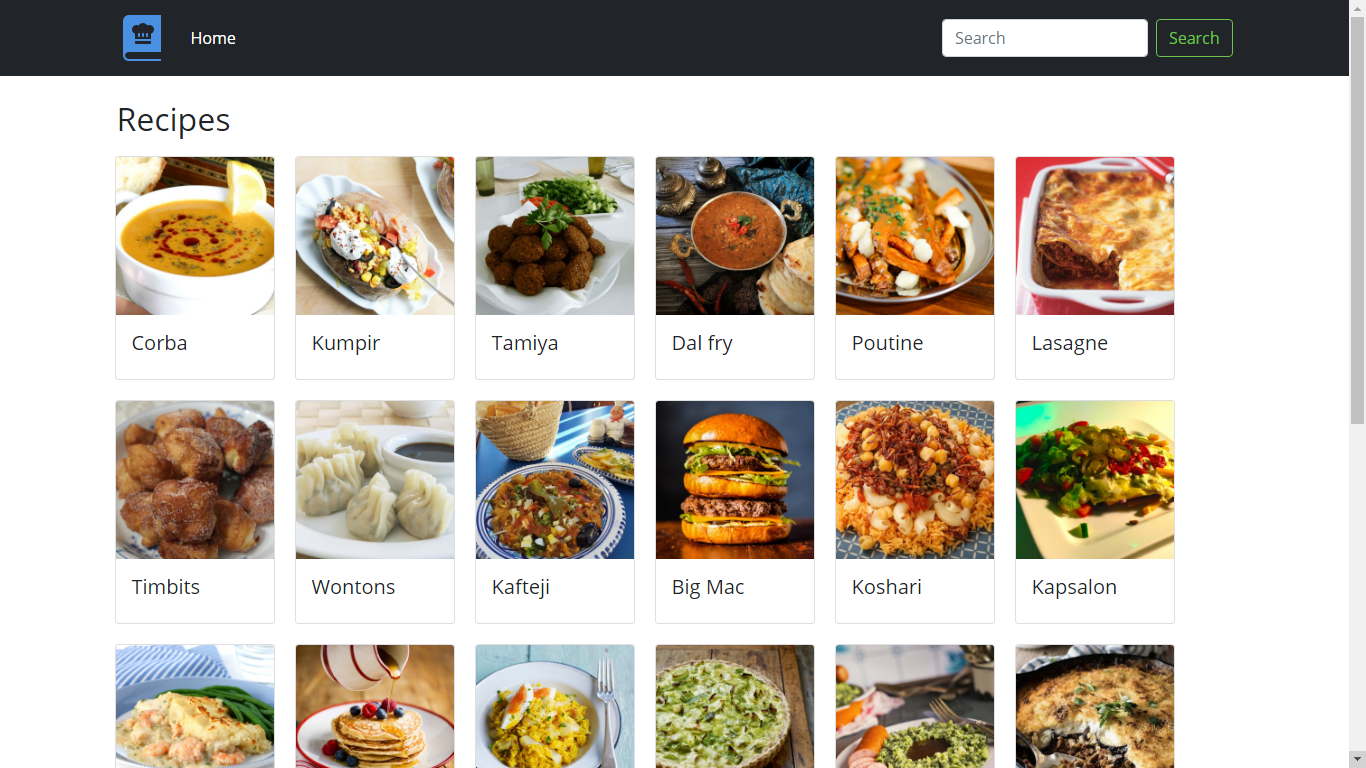 Home
Search
Search
Recipes
Corba
Kumpir
Tamiya
Dal fry
Poutine
Lasagne
Timbits
Wontons
Kafteji
Big Mac
Koshari
Kapsalon